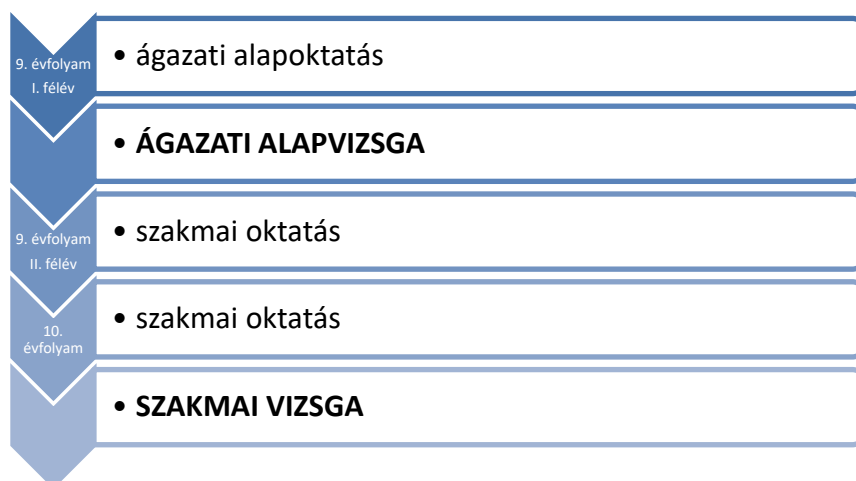 9. évfolyam
I. félév
• ágazati alapoktatás
• ÁGAZATI ALAPVIZSGA
9. évfolyam
II. félév
• szakmai oktatás
10.
évfolyam
• szakmai oktatás
• SZAKMAI VIZSGA